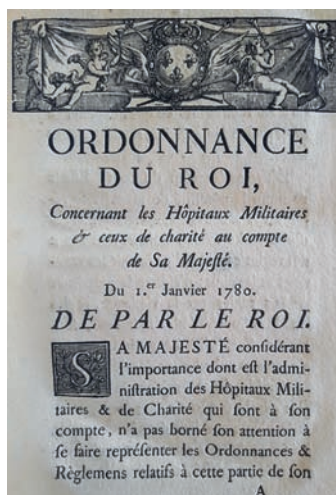 ORDONNANCE
DU ROI,
Concernant les Hôpitaux Militaires
& ceux de charité au compte
de Sa Majeſté.
Du 1.er Janvier 1780.
DE PAR LE ROI.
SA MAJESTÉ conſidérant
l'importance dont eſt l'admi-
niſtration des Hôpitaux Mili-
taires & de Charité qui ſont à ſon
compte, n'a pas borné ſon attention à
ſe faire repréſenter les Ordonnances &
Règlemens relatifs à cette partie de ſon
A